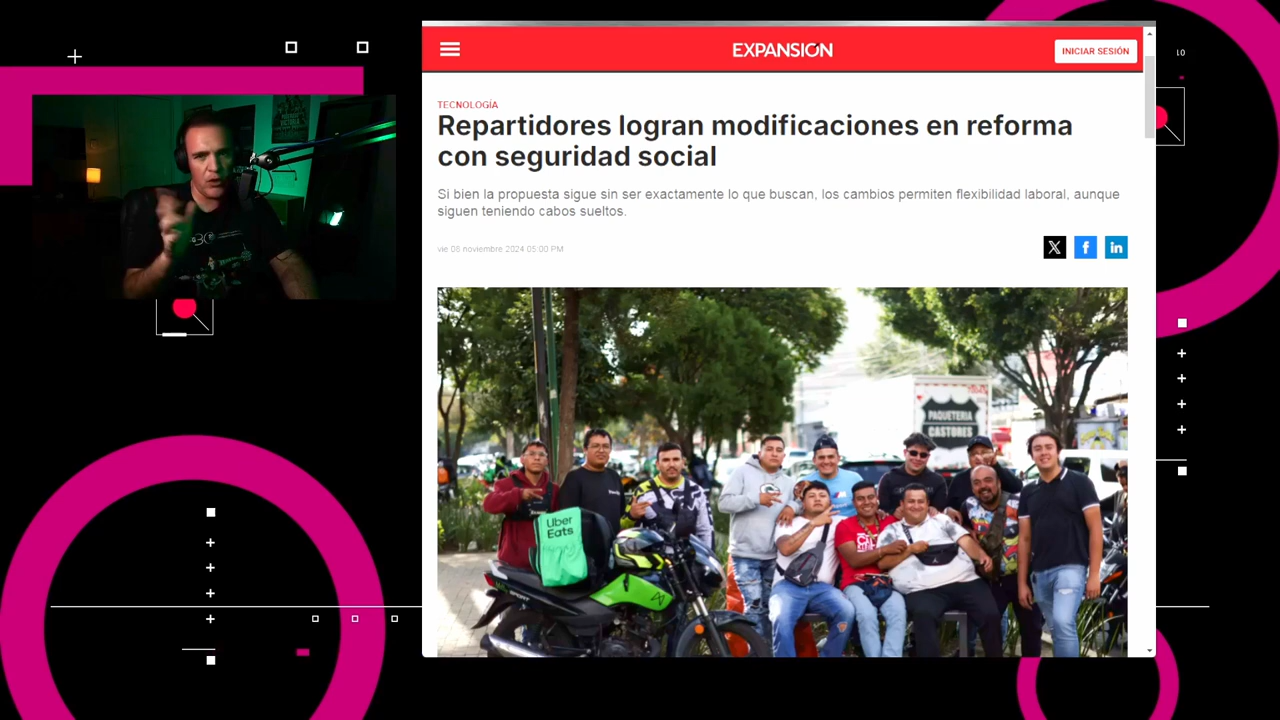 EXPANSIÓN
INICIAR SESIÓN
TECNOLOGÍA
Repartidores logran modificaciones en reforma
con seguridad social
Si bien la propuesta sigue sin ser exactamente lo que buscan, los cambios permiten flexibilidad laboral, aunque
siguen teniendo cabos sueltos.
vie 08 noviembre 2024 05:00 PM
PAQUETERIA
CASTORES
Uber
Eats